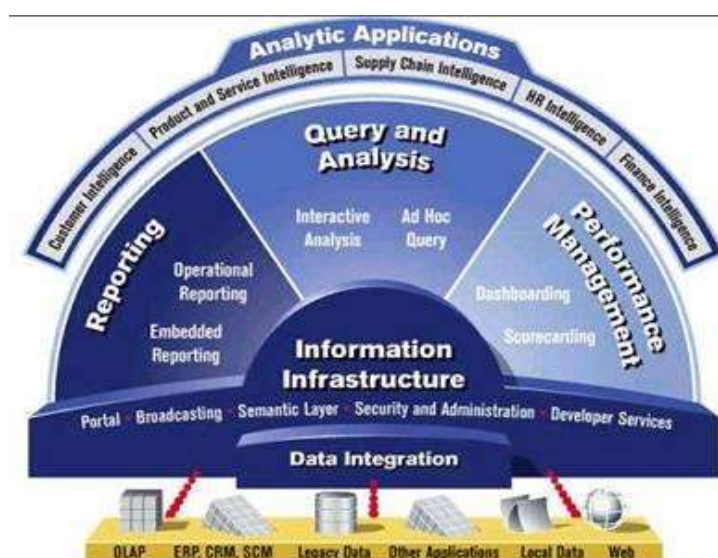 Analytic Applications
Customer Intelligence
Product and Service Intelligence
Supply Chain Intelligence
HR Intelligence
Finance Intelligence
Reporting
Operational
Reporting
Embedded
Reporting
Query and
Analysis
Interactive
Analysis
Ad Hoc
Query
Performance
Management
Dashboarding
Scorecarding
Information
Infrastructure
Portal • Broadcasting • Semantic Layer • Security and Administration • Developer Services
Data Integration
OLAP ERP, CRM, SCM Legacy Data Other Applications Local Data Web